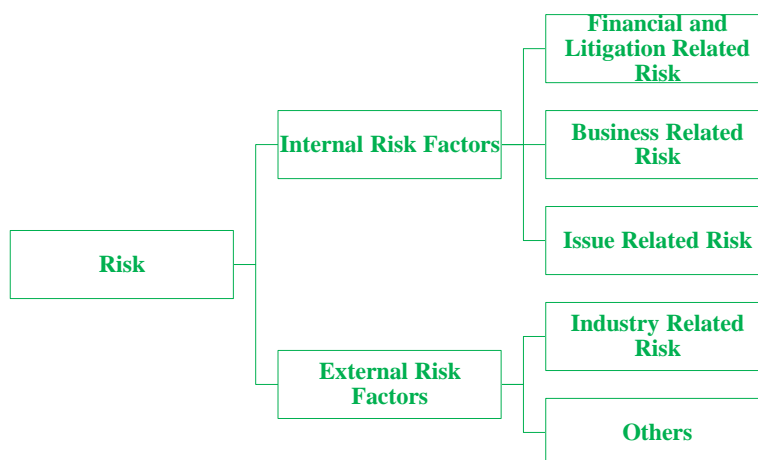 Financial and
Litigation Related
Risk
Internal Risk Factors
Business Related
Risk
Issue Related Risk
Risk
Industry Related
Risk
External Risk
Factors
Others